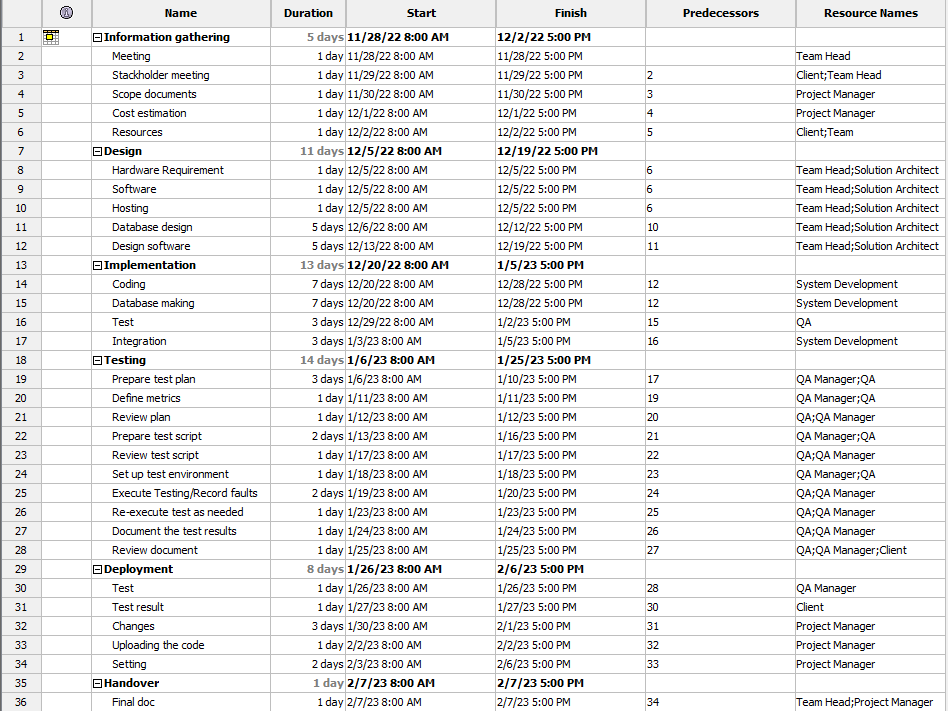 Name Duration Start Finish Predecessors Resource Names
1 Information gathering 5 days 11/28/22 8:00 AM 12/2/22 5:00 PM
2 Meeting 1 day 11/28/22 8:00 AM 11/28/22 5:00 PM Team Head
3 Stackholder meeting 1 day 11/29/22 8:00 AM 11/29/22 5:00 PM 2 Client;Team Head
4 Scope documents 1 day 11/30/22 8:00 AM 11/30/22 5:00 PM 3 Project Manager
5 Cost estimation 1 day 12/1/22 8:00 AM 12/1/22 5:00 PM 4 Project Manager
6 Resources 1 day 12/2/22 8:00 AM 12/2/22 5:00 PM 5 Client;Team
7 Design 11 days 12/5/22 8:00 AM 12/19/22 5:00 PM
8 Hardware Requirement 1 day 12/5/22 8:00 AM 12/5/22 5:00 PM 6 Team Head;Solution Architect
9 Software 1 day 12/5/22 8:00 AM 12/5/22 5:00 PM 6 Team Head;Solution Architect
10 Hosting 1 day 12/5/22 8:00 AM 12/5/22 5:00 PM 6 Team Head;Solution Architect
11 Database design 5 days 12/6/22 8:00 AM 12/12/22 5:00 PM 10 Team Head;Solution Architect
12 Design software 5 days 12/13/22 8:00 AM 12/19/22 5:00 PM 11 Team Head;Solution Architect
13 Implementation 13 days 12/20/22 8:00 AM 1/5/23 5:00 PM
14 Coding 7 days 12/20/22 8:00 AM 12/28/22 5:00 PM 12 System Development
15 Database making 7 days 12/20/22 8:00 AM 12/28/22 5:00 PM 12 System Development
16 Test 3 days 12/29/22 8:00 AM 1/2/23 5:00 PM 15 QA
17 Integration 3 days 1/3/23 8:00 AM 1/5/23 5:00 PM 16 System Development
18 Testing 14 days 1/6/23 8:00 AM 1/25/23 5:00 PM
19 Prepare test plan 3 days 1/6/23 8:00 AM 1/10/23 5:00 PM 17 QA Manager;QA
20 Define metrics 1 day 1/11/23 8:00 AM 1/11/23 5:00 PM 19 QA Manager;QA
21 Review plan 1 day 1/12/23 8:00 AM 1/12/23 5:00 PM 20 QA;QA Manager
22 Prepare test script 2 days 1/13/23 8:00 AM 1/16/23 5:00 PM 21 QA Manager;QA
23 Review test script 1 day 1/17/23 8:00 AM 1/17/23 5:00 PM 22 QA;QA Manager
24 Set up test environment 1 day 1/18/23 8:00 AM 1/18/23 5:00 PM 23 QA Manager;QA
25 Execute Testing/Record faults 2 days 1/19/23 8:00 AM 1/20/23 5:00 PM 24 QA;QA Manager
26 Re-execute test as needed 1 day 1/23/23 8:00 AM 1/23/23 5:00 PM 25 QA;QA Manager
27 Document the test results 1 day 1/24/23 8:00 AM 1/24/23 5:00 PM 26 QA;QA Manager
28 Review document 1 day 1/25/23 8:00 AM 1/25/23 5:00 PM 27 QA;QA Manager;Client
29 Deployment 8 days 1/26/23 8:00 AM 2/6/23 5:00 PM
30 Test 1 day 1/26/23 8:00 AM 1/26/23 5:00 PM 28 QA Manager
31 Test result 1 day 1/27/23 8:00 AM 1/27/23 5:00 PM 30 Client
32 Changes 3 days 1/30/23 8:00 AM 2/1/23 5:00 PM 31 Project Manager
33 Uploading the code 1 day 2/2/23 8:00 AM 2/2/23 5:00 PM 32 Project Manager
34 Setting 2 days 2/3/23 8:00 AM 2/6/23 5:00 PM 33 Project Manager
35 Handover 1 day 2/7/23 8:00 AM 2/7/23 5:00 PM
36 Final doc 1 day 2/7/23 8:00 AM 2/7/23 5:00 PM 34 Team Head;Project Manager